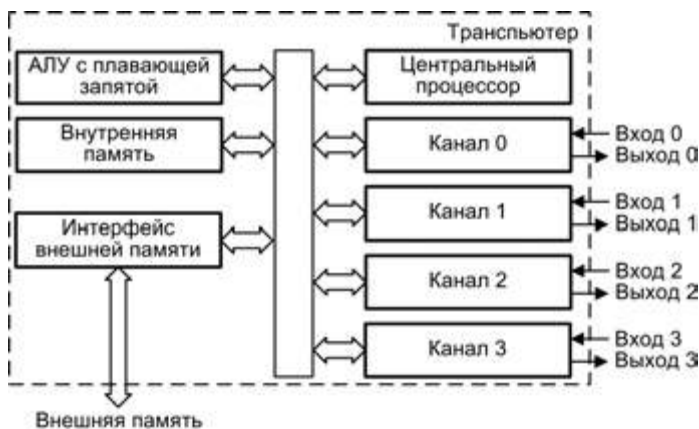 Транспьютер
АЛУ с плавающей
запятой
Центральный
процессор
Внутренняя
память
Канал 0
Вход 0
Выход 0
Интерфейс
внешней памяти
Канал 1
Вход 1
Выход 1
Канал 2
Вход 2
Выход 2
Канал 3
Вход 3
Выход 3
Внешняя память